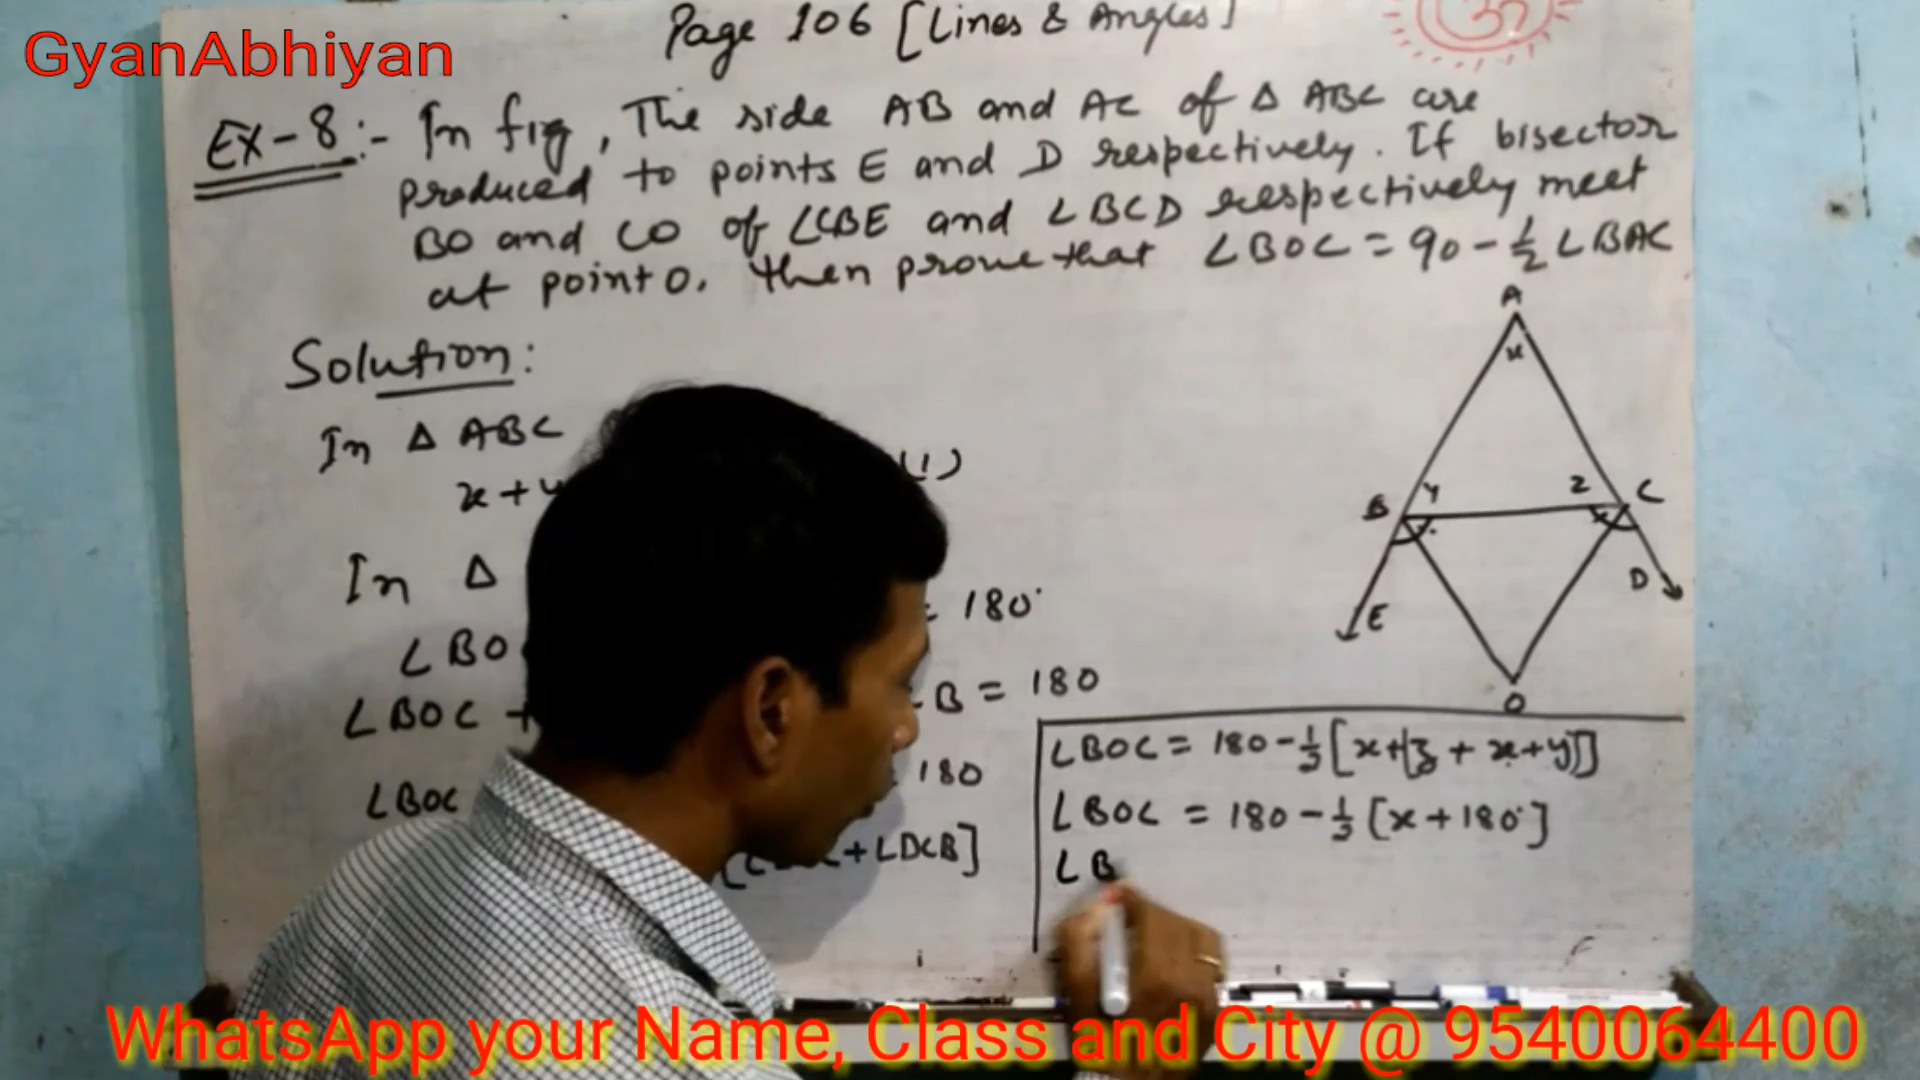 GyanAbhiyan
Page 106 [Lines & Angles]
37
Ex-8:- In fig, The side AB and AC of Δ ABC are
produced to points E and D respectively. If bisector
BO and CO of ∠CBE and ∠BCD respectively meet
at point O. then prove that ∠BOC = 90 - 1/2 ∠BAC
Solution:
In Δ ABC
x + y (1)
In Δ
∠BO = 180°
∠BOC + B = 180
∠BOC 180
+ ∠DCB]
A
x
B y z C
E D
O
∠BOC = 180 - 1/2 [x + z + x + y]
∠BOC = 180 - 1/2 [x + 180°]
∠B
WhatsApp your Name, Class and City @ 9540064400